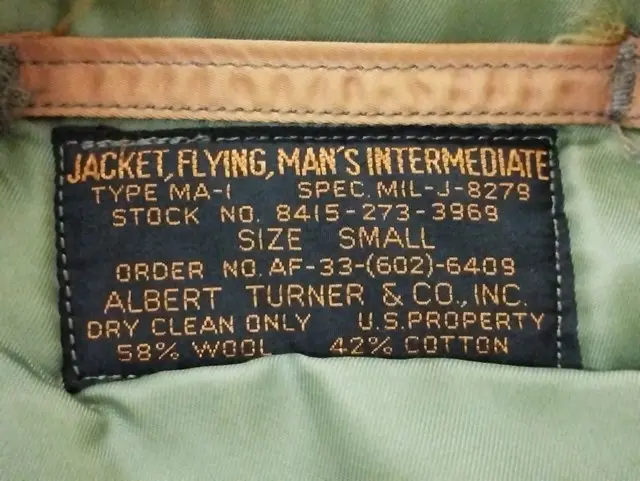 JACKET, FLYING, MAN'S INTERMEDIATE
TYPE MA-1 SPEC. MIL-J-8279
STOCK NO. 8415-273-3969
SIZE SMALL
ORDER NO. AF-33-(602)-6409
ALBERT TURNER & CO., INC.
DRY CLEAN ONLY U.S. PROPERTY
58% WOOL 42% COTTON